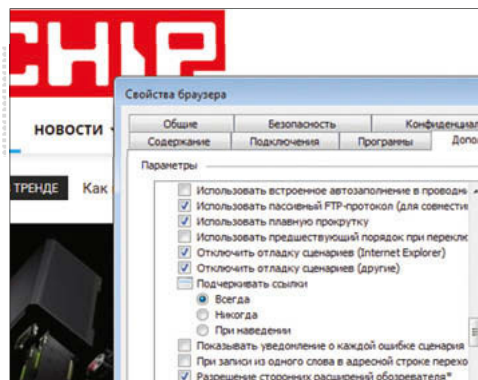 CHIP
Свойства браузера
НОВОСТИ
Общие Безопасность
Содержание Подключения Программы
ТРЕНДЕ Как
Параметры
Использовать встроенное автозаполнение в
Использовать пассивный FTP-протокол (для
Использовать плавную прокрутку
Использовать предшествующий порядок при
Отключить отладку сценариев (Internet Explorer)
Отключить отладку сценариев (другие)
Подчеркивать ссылки
Всегда
Никогда
При наведении
Показывать уведомление о каждой ошибке сценария
При записи из одного слова в адресной строке
Разрешение сторонних расширений обозревателя*